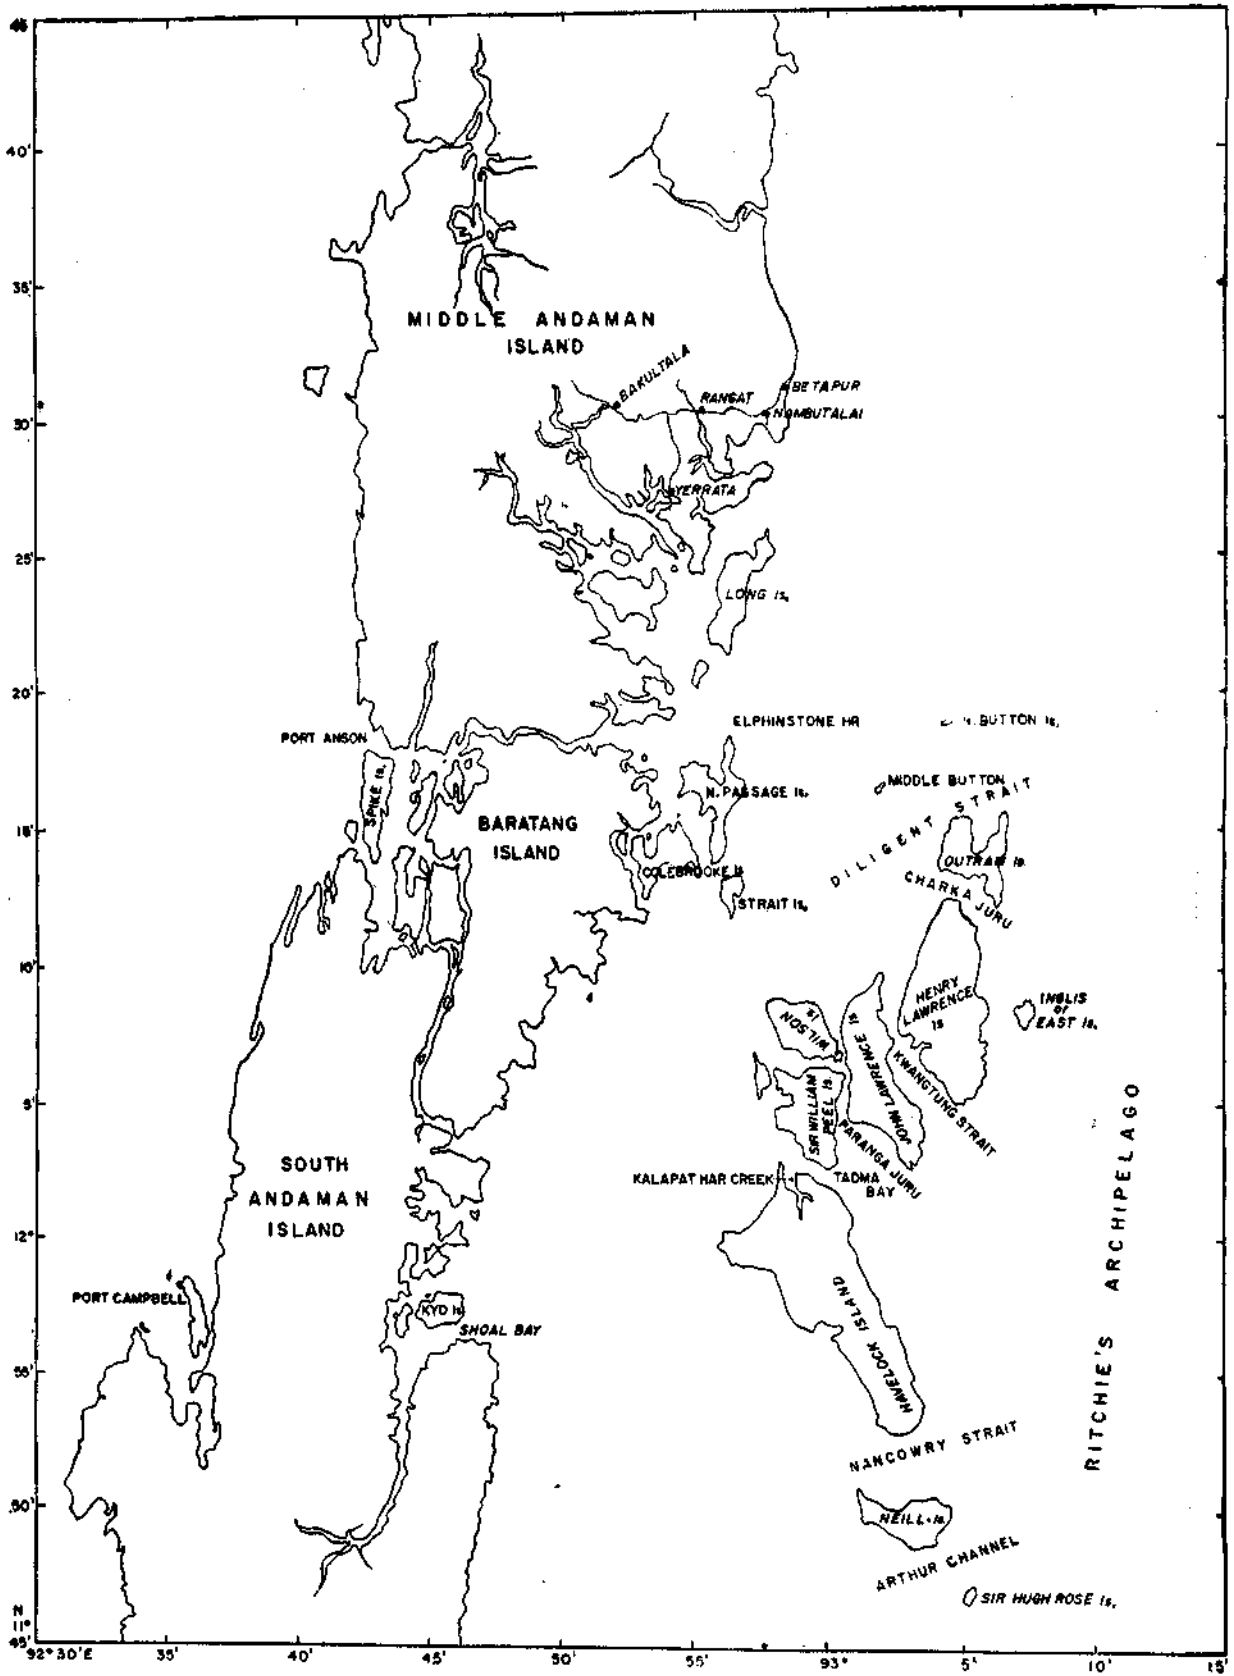 45
40'
35'
MIDDLE ANDAMAN
ISLAND
BAKULTALA
BETAPUR
RANGAT
NAMBUTALAI
30'
YERRATA
25'
LONG Is.
20'
ELPHINSTONE HR
N. BUTTON Is.
PORT ANSON
SPIKE Is.
N. PASSAGE Is.
MIDDLE BUTTON
DILIGENT STRAIT
15'
BARATANG
ISLAND
COLEBROOKE Is
OUTRAM Is.
CHARKA JURU
STRAIT Is.
10'
HENRY
LAWRENCE
Is
INGLIS
or
EAST Is.
WILSON
Is.
JOHN LAWRENCE Is
KWANGTUNG STRAIT
SIR WILLIAM
PEEL Is.
PARANGA JURU
5'
SOUTH
ANDAMAN
ISLAND
KALAPAT HAR CREEK
TADMA
BAY
RITCHIE'S ARCHIPELAGO
12°
PORT CAMPBELL
KYD Is
SHOAL BAY
HAVELOCK ISLAND
55'
NANCOWRY STRAIT
50'
NEILL Is.
ARTHUR CHANNEL
SIR HUGH ROSE Is.
N
11°
45'
92°30'E 35' 40' 45' 50' 55' 93° 5' 10' 15'